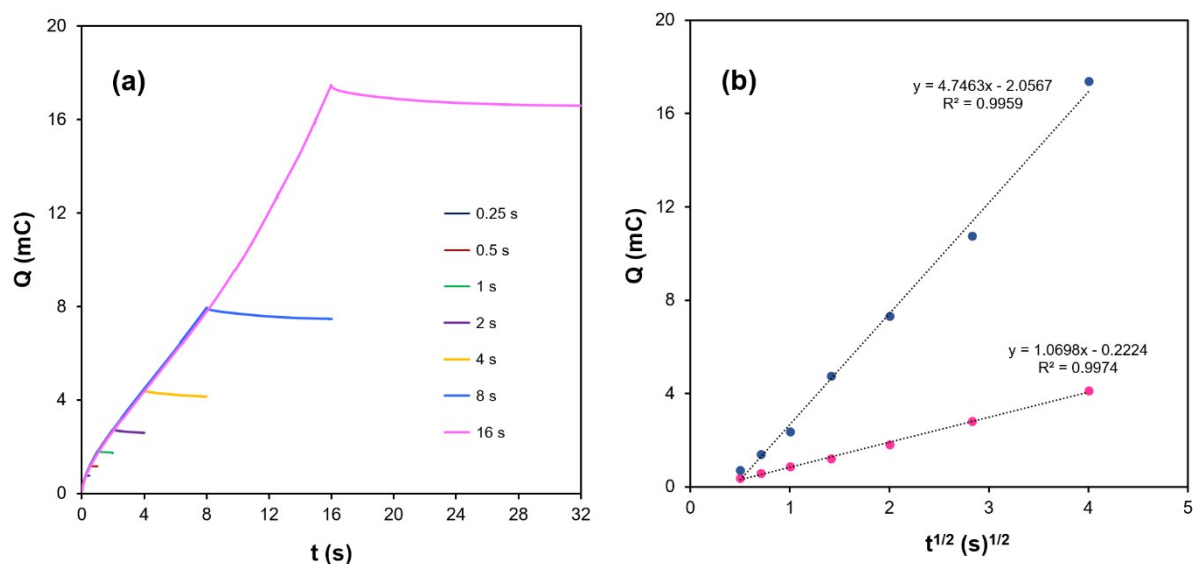 (a)
Q (mC)
20
16
12
8
4
0
0.25 s
0.5 s
1 s
2 s
4 s
8 s
16 s
0 4 8 12 16 20 24 28 32
t (s)
(b)
Q (mC)
20
16
12
8
4
0
y = 4.7463x - 2.0567
R² = 0.9959
y = 1.0698x - 0.2224
R² = 0.9974
0 1 2 3 4 5
t¹/² (s)¹/²